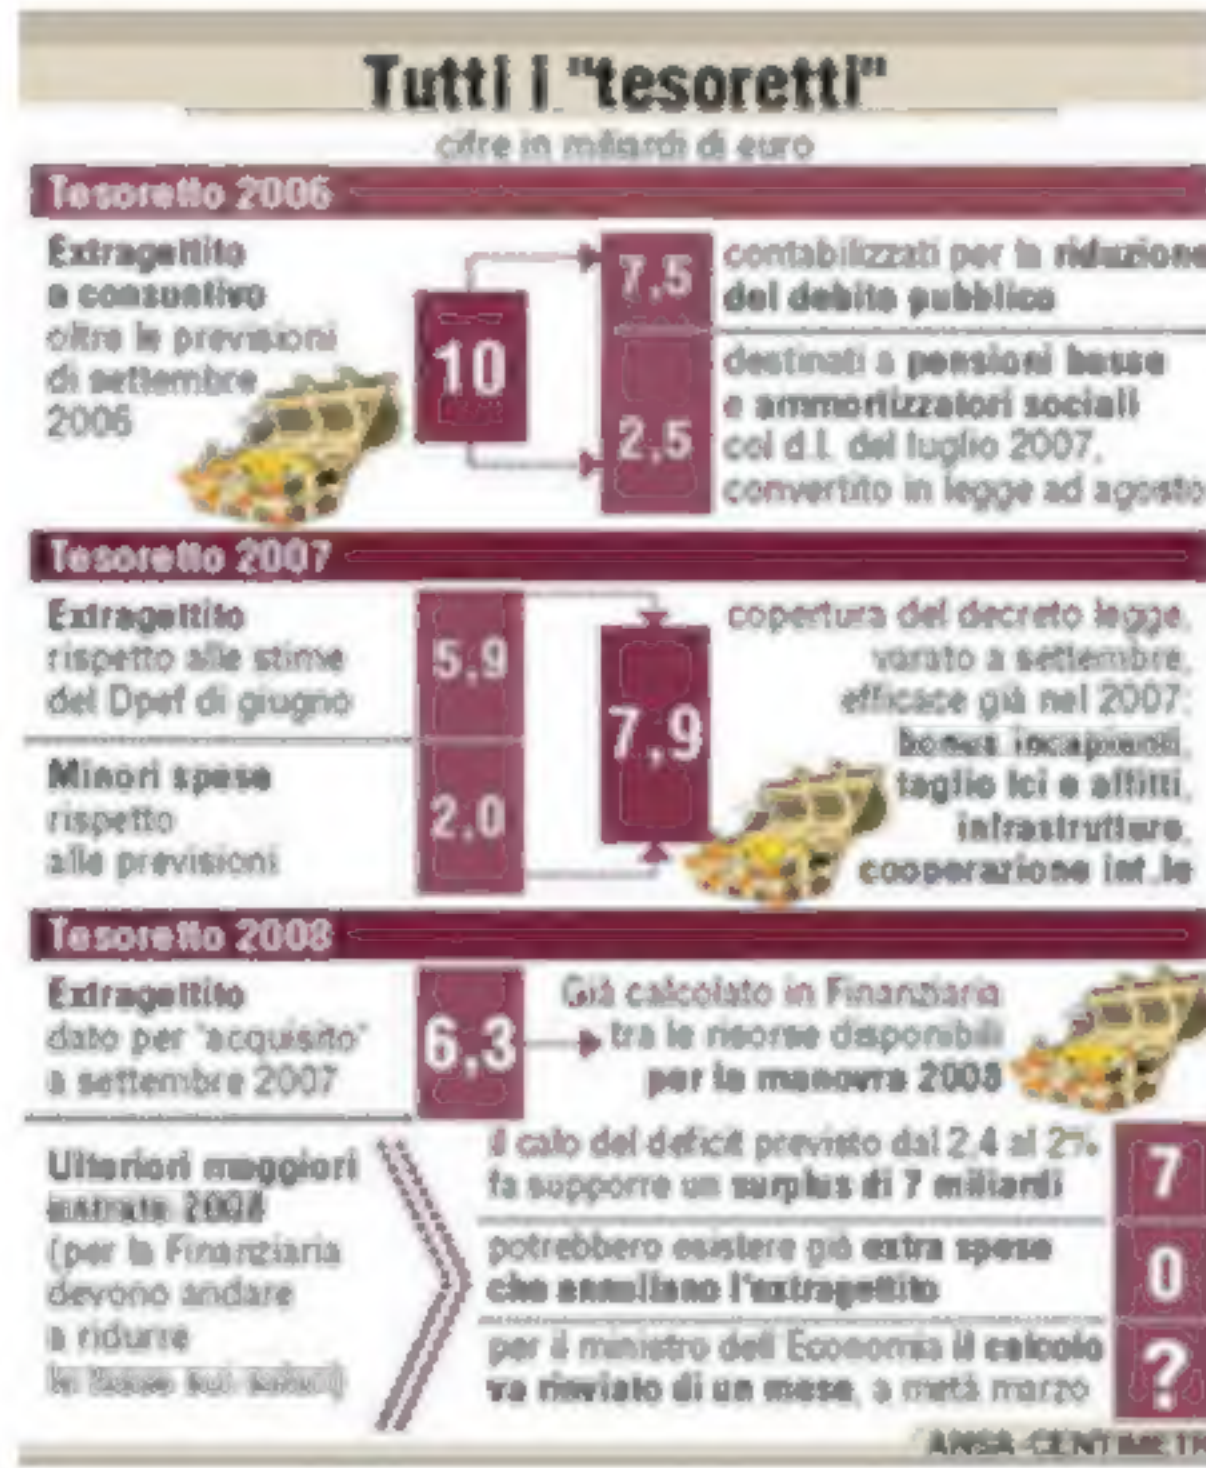 Tutti i "tesoretti"
cifre in miliardi di euro
Tesoretto 2006
Extragettito
a consuntivo
oltre le previsioni
di settembre
2006
10
7,5
contabilizzati per la riduzione
del debito pubblico
2,5
destinati a pensioni basse
e ammortizzatori sociali
col d.l. del luglio 2007,
convertito in legge ad agosto
Tesoretto 2007
Extragettito
rispetto alle stime
del Dpef di giugno
5,9
Minori spese
rispetto
alle previsioni
2,0
7,9
copertura del decreto legge,
varato a settembre,
efficace già nel 2007:
bonus incapienti,
taglio Ici e affitti,
infrastrutture,
cooperazione int.le
Tesoretto 2008
Extragettito
dato per "acquisito"
a settembre 2007
6,3
Già calcolato in Finanziaria
tra le risorse disponibili
per la manovra 2008
Ulteriori maggiori
entrate 2008
(per la Finanziaria
devono andare
a ridurre
le tasse sui salari)
il calo del deficit previsto dal 2,4 al 2%
fa supporre un surplus di 7 miliardi
7
potrebbero esistere già extra spese
che annullano l'extragettito
0
per il ministro dell'Economia il calcolo
va rinviato di un mese, a metà marzo
?
ANSA-CENTIMETR